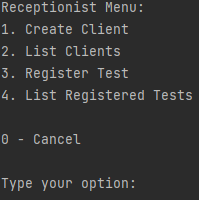 Receptionist Menu:
1. Create Client
2. List Clients
3. Register Test
4. List Registered Tests
0 - Cancel
Type your option: